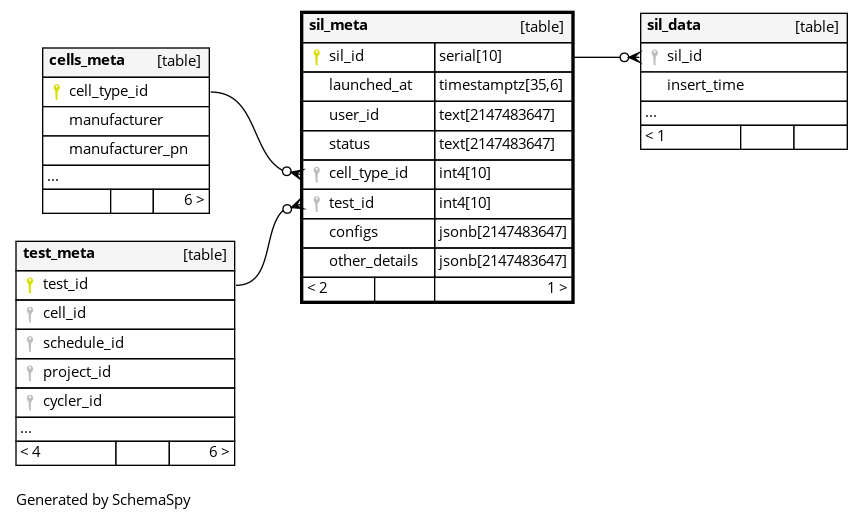 cells_meta [table]
cell_type_id
manufacturer
manufacturer_pn
...
6 >
test_meta [table]
test_id
cell_id
schedule_id
project_id
cycler_id
...
< 4 6 >
sil_meta [table]
sil_id serial[10]
launched_at timestamptz[35,6]
user_id text[2147483647]
status text[2147483647]
cell_type_id int4[10]
test_id int4[10]
configs jsonb[2147483647]
other_details jsonb[2147483647]
< 2 1 >
sil_data [table]
sil_id
insert_time
...
< 1
Generated by SchemaSpy